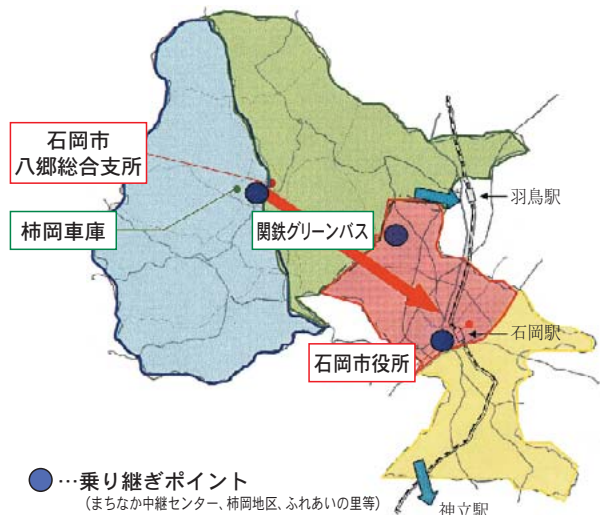 石岡市
八郷総合支所
羽鳥駅
柿岡車庫
関鉄グリーンバス
石岡駅
石岡市役所
…乗り継ぎポイント
（まちなか中継センター、柿岡地区、ふれあいの里等）
神立駅